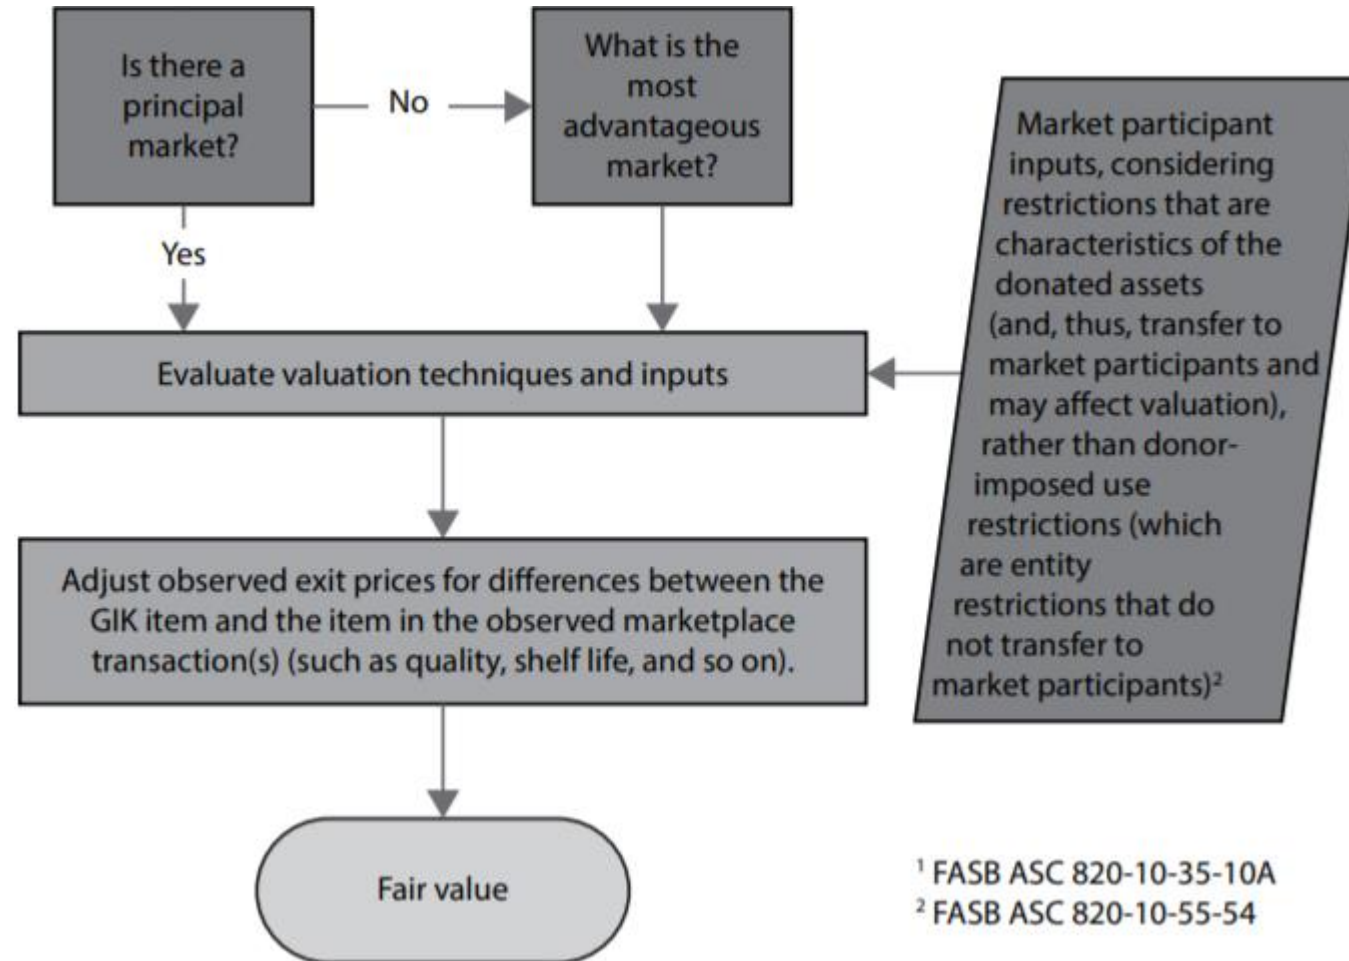 Is there a
principal
market?
No
What is the
most
advantageous
market?
Yes
Market participant
inputs, considering
restrictions that are
characteristics of the
donated assets
(and, thus, transfer to
market participants and
may affect valuation),
rather than donor-
imposed use
restrictions (which
are entity
restrictions that do
not transfer to
market participants)²
Evaluate valuation techniques and inputs
Adjust observed exit prices for differences between the
GIK item and the item in the observed marketplace
transaction(s) (such as quality, shelf life, and so on).
Fair value
¹ FASB ASC 820-10-35-10A
² FASB ASC 820-10-55-54